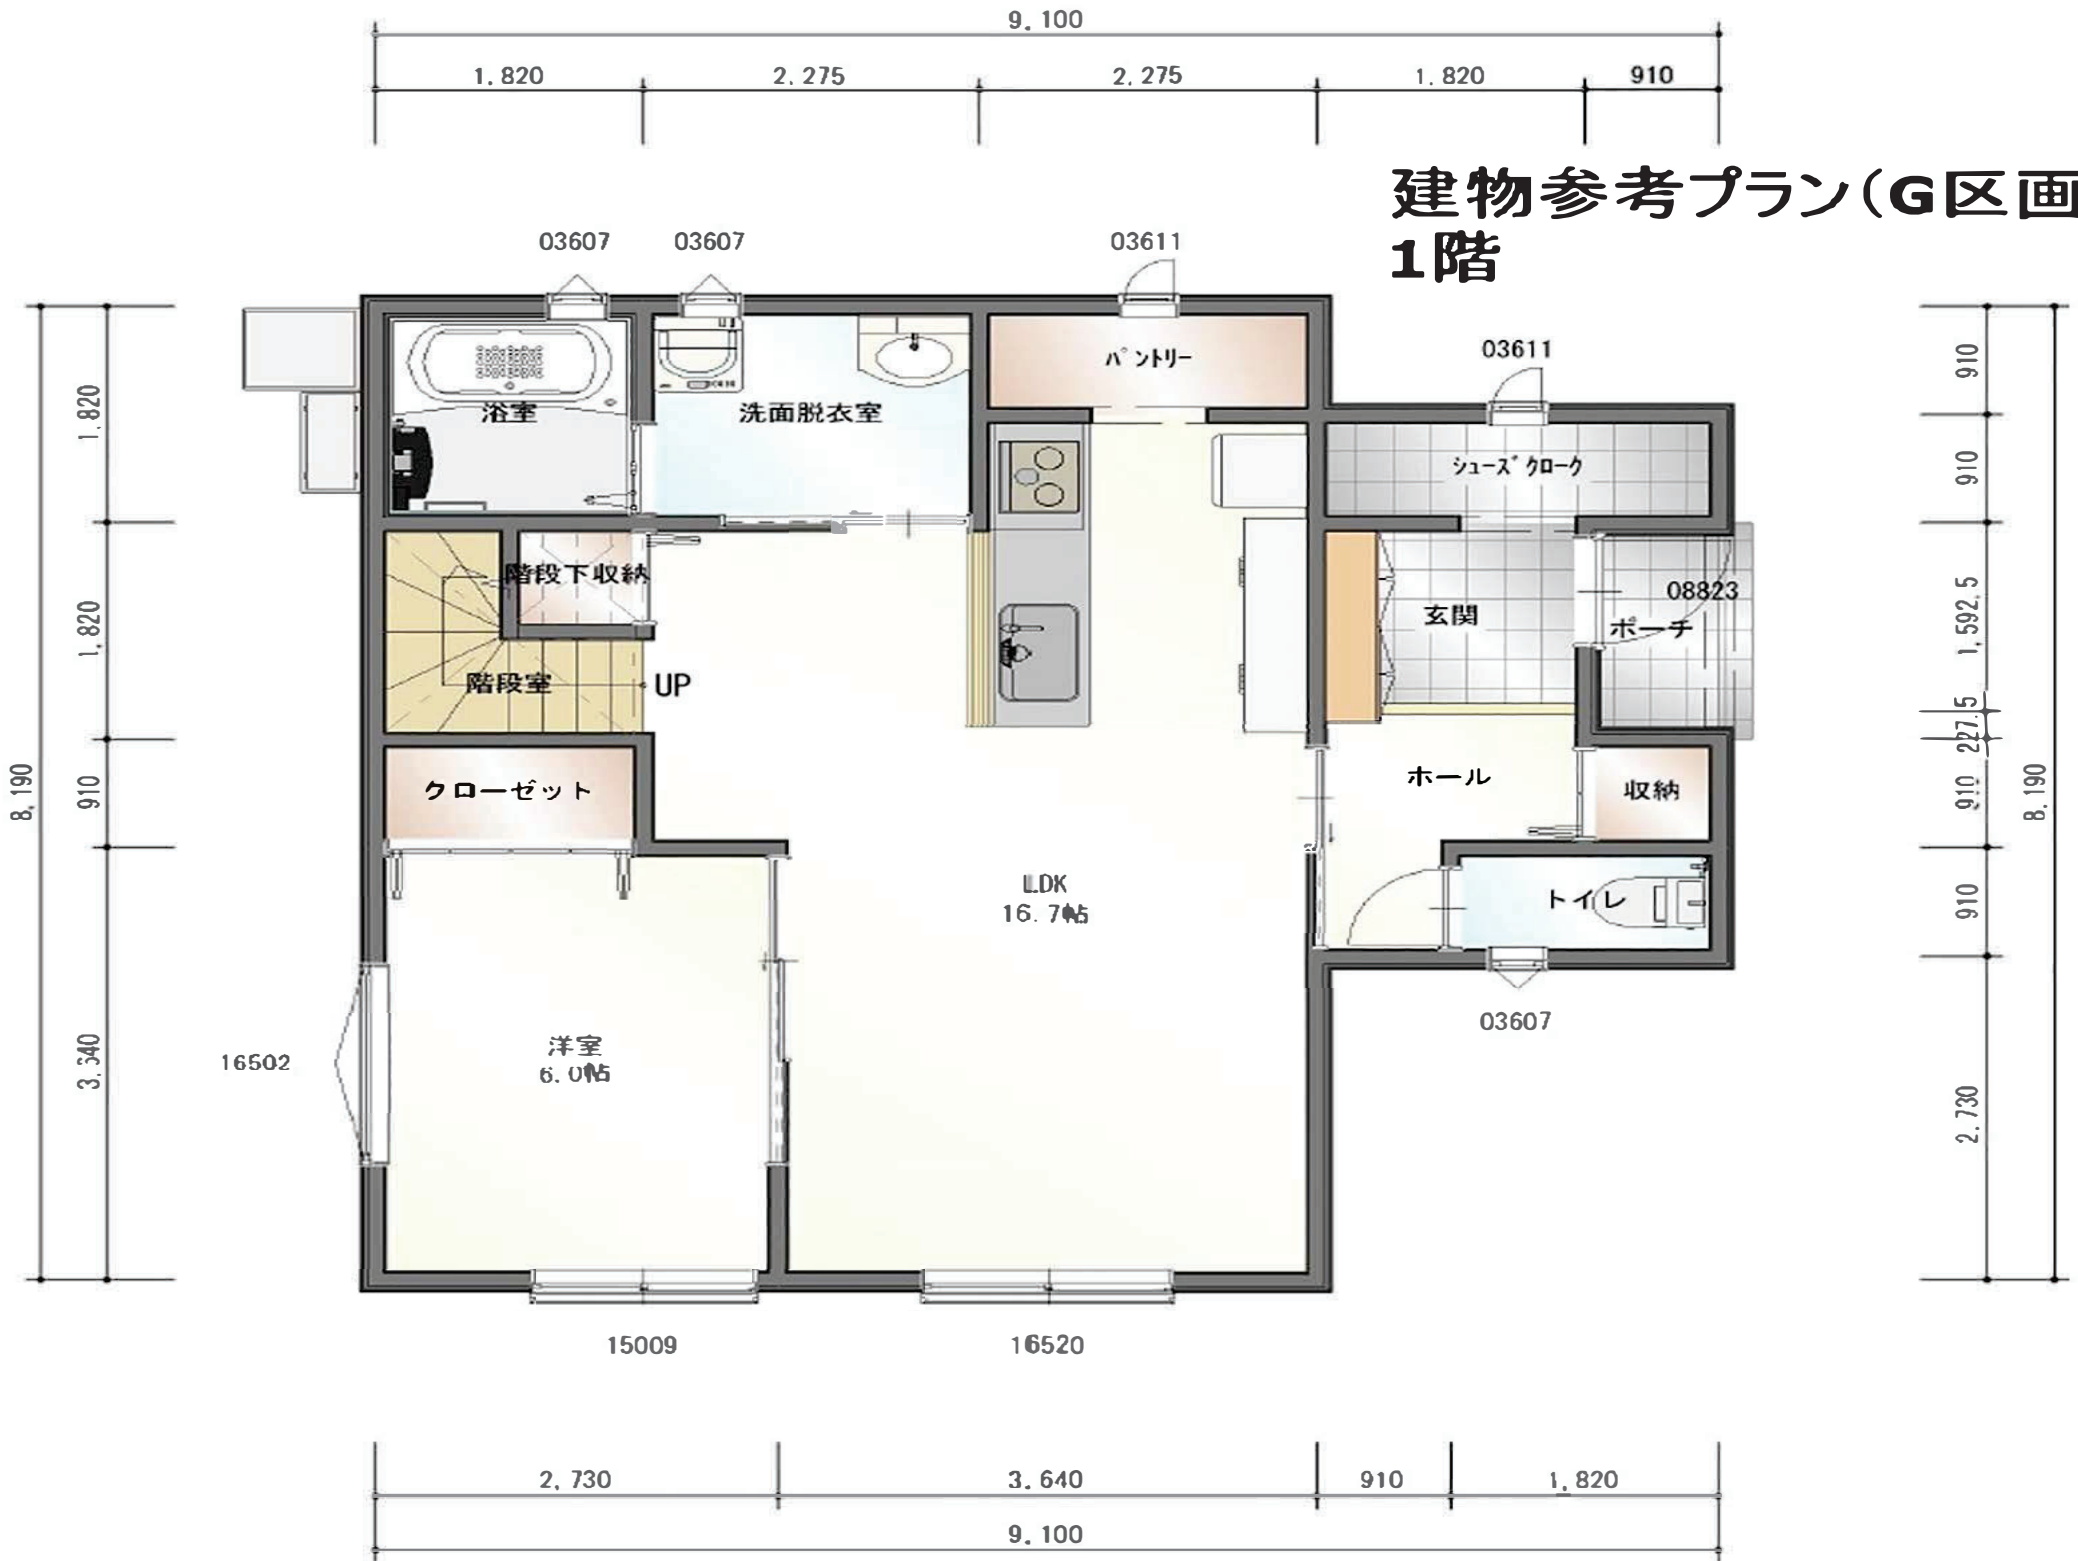 9,100
1,820
2,275
2,275
1,820
910
建物参考プラン(G区画
1階
03607
03607
03611
03611
パントリー
浴室
洗面脱衣室
シューズクローク
階段下収納
玄関
08823
ポーチ
階段室
UP
クローゼット
ホール
収納
LDK
16.7帖
トイレ
洋室
6.0帖
16502
03607
15009
16520
8,190
1,820
1,820
910
3,640
910
910
1,592.5
227.5
910
910
2,730
8,190
2,730
3,640
910
1,820
9,100